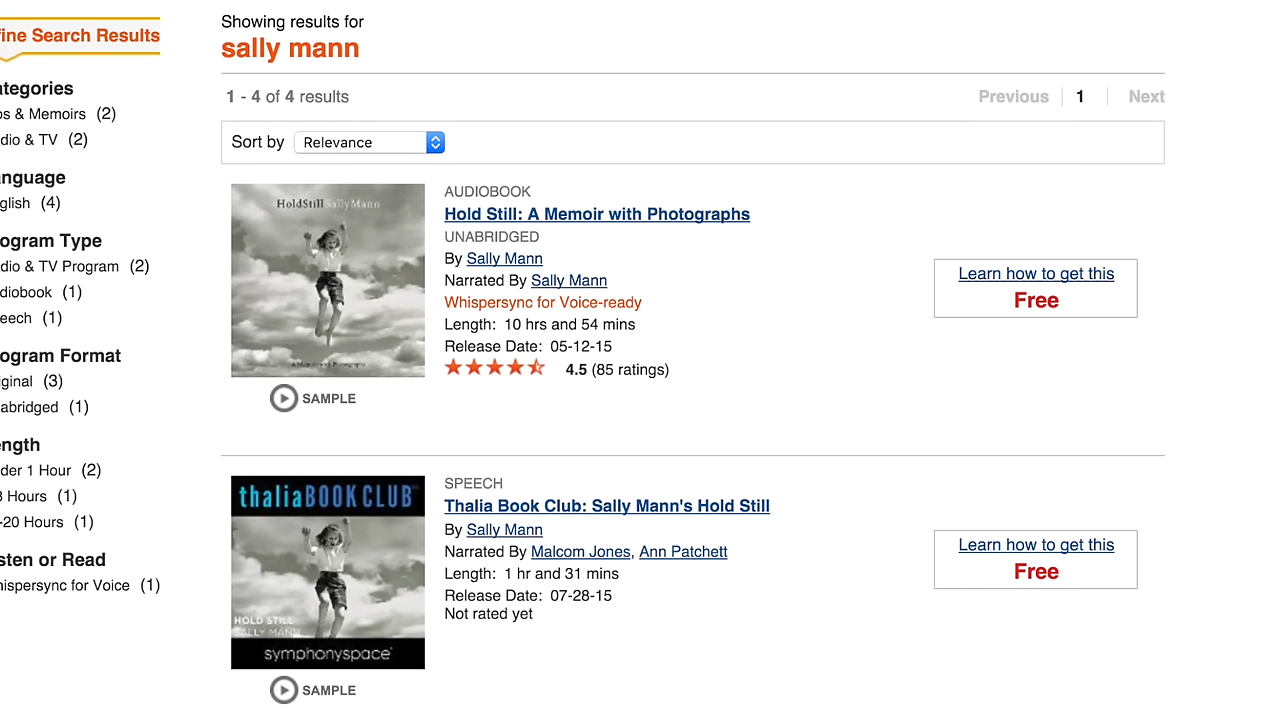 fine Search Results
ategories
os & Memoirs (2)
dio & TV (2)
anguage
glish (4)
ogram Type
dio & TV Program (2)
diobook (1)
eech (1)
ogram Format
iginal (3)
abridged (1)
ength
der 1 Hour (2)
3 Hours (1)
-20 Hours (1)
sten or Read
hispersync for Voice (1)
Showing results for
sally mann
1 - 4 of 4 results
Previous 1 Next
Sort by Relevance
HoldStill SallyMann
A Memoir with Photographs
SAMPLE
AUDIOBOOK
Hold Still: A Memoir with Photographs
UNABRIDGED
By Sally Mann
Narrated By Sally Mann
Whispersync for Voice-ready
Length: 10 hrs and 54 mins
Release Date: 05-12-15
4.5 (85 ratings)
Learn how to get this
Free
thalia BOOK CLUB
HOLD STILL
SALLY MANN
symphonyspace
SAMPLE
SPEECH
Thalia Book Club: Sally Mann's Hold Still
By Sally Mann
Narrated By Malcom Jones, Ann Patchett
Length: 1 hr and 31 mins
Release Date: 07-28-15
Not rated yet
Learn how to get this
Free